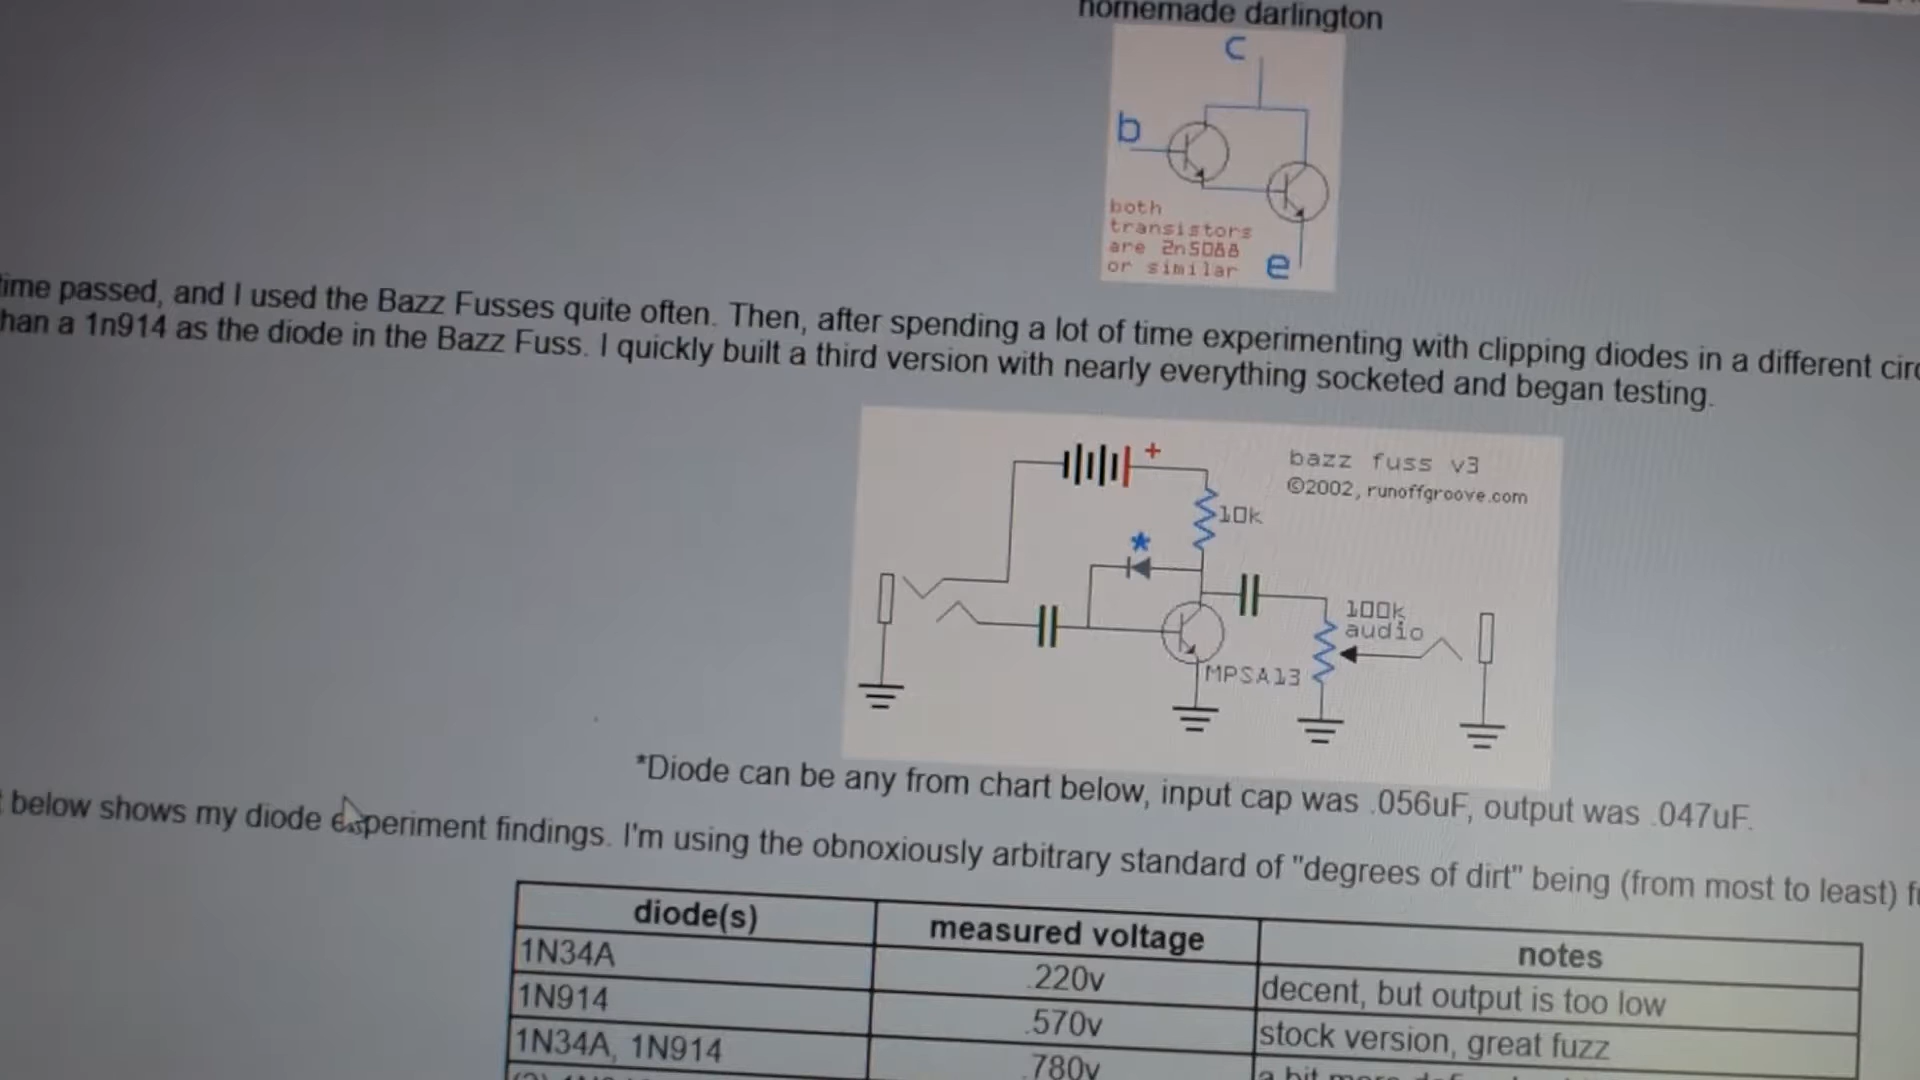 homemade darlington
c
b
both
transistors
are 2n5088
or similar
e
ime passed, and I used the Bazz Fusses quite often. Then, after spending a lot of time experimenting with clipping diodes in a different circ
han a 1n914 as the diode in the Bazz Fuss. I quickly built a third version with nearly everything socketed and began testing.
+
bazz fuss v3
©2002, runoffgroove.com
10k
*
100k
audio
MPSA13
*Diode can be any from chart below, input cap was .056uF, output was .047uF.
below shows my diode experiment findings. I'm using the obnoxiously arbitrary standard of "degrees of dirt" being (from most to least) fu
diode(s) measured voltage notes
1N34A .220v decent, but output is too low
1N914 .570v stock version, great fuzz
1N34A, 1N914 .780v a bit more